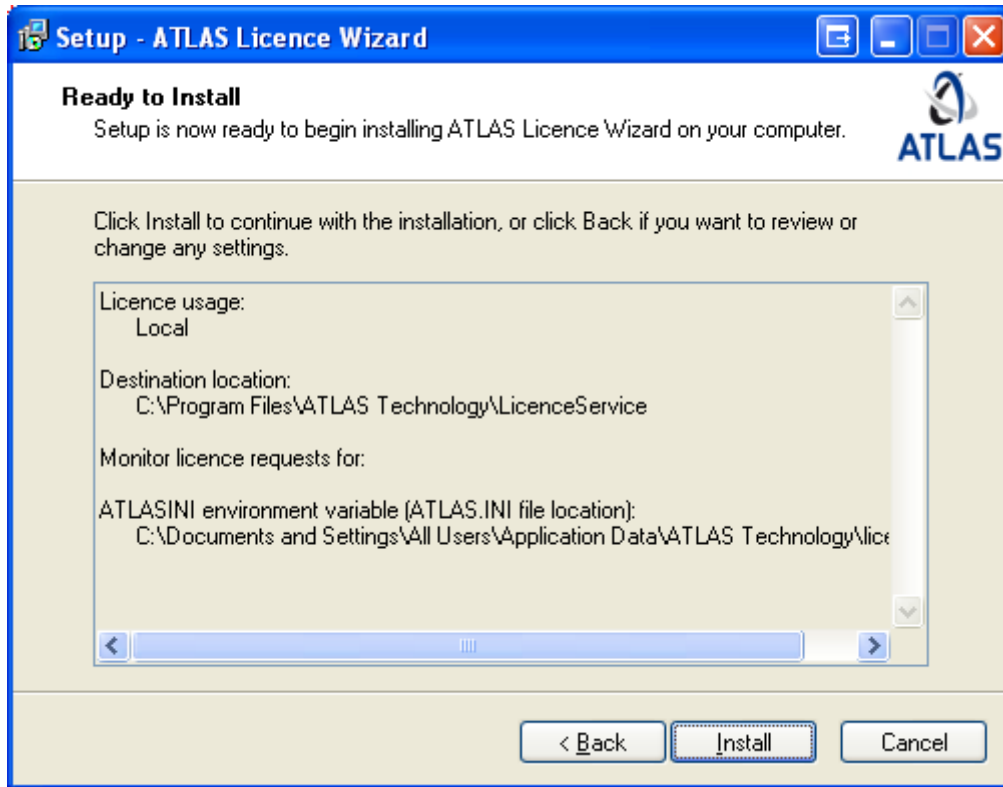 Setup - ATLAS Licence Wizard
Ready to Install
Setup is now ready to begin installing ATLAS Licence Wizard on your computer.
ATLAS
Click Install to continue with the installation, or click Back if you want to review or
change any settings.
Licence usage:
Local
Destination location:
C:\Program Files\ATLAS Technology\LicenceService
Monitor licence requests for:
ATLASINI environment variable (ATLAS.INI file location):
C:\Documents and Settings\All Users\Application Data\ATLAS Technology\lice
< Back
Install
Cancel